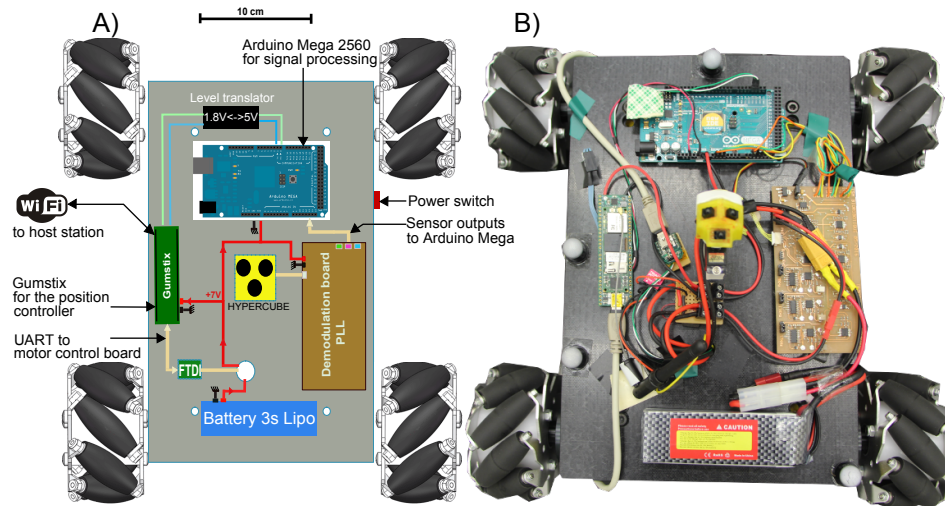 A)
10 cm
B)
Arduino Mega 2560
for signal processing
Level translator
1.8V<->5V
Wi Fi
to host station
Power switch
Sensor outputs
to Arduino Mega
Gumstix
Gumstix
for the position
controller
+7V
HYPERCUBE
Demodulation board
PLL
UART to
motor control board
FTDI
Battery 3s Lipo
CAUTION